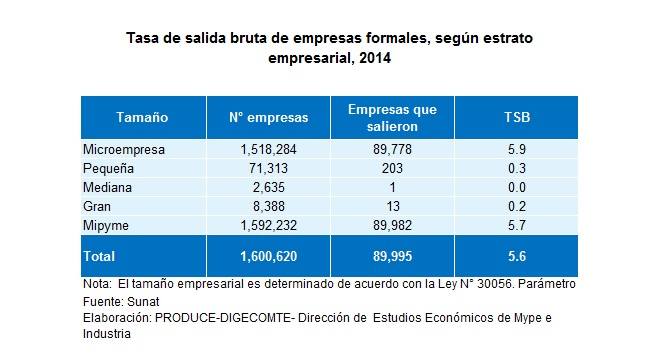 Tasa de salida bruta de empresas formales, según estrato
empresarial, 2014
Tamaño N° empresas Empresas que salieron TSB
Microempresa 1,518,284 89,778 5.9
Pequeña 71,313 203 0.3
Mediana 2,635 1 0.0
Gran 8,388 13 0.2
Mipyme 1,592,232 89,982 5.7
Total 1,600,620 89,995 5.6
Nota: El tamaño empresarial es determinado de acuerdo con la Ley N° 30056. Parámetro
Fuente: Sunat
Elaboración: PRODUCE-DIGECOMTE- Dirección de Estudios Económicos de Mype e
Industria